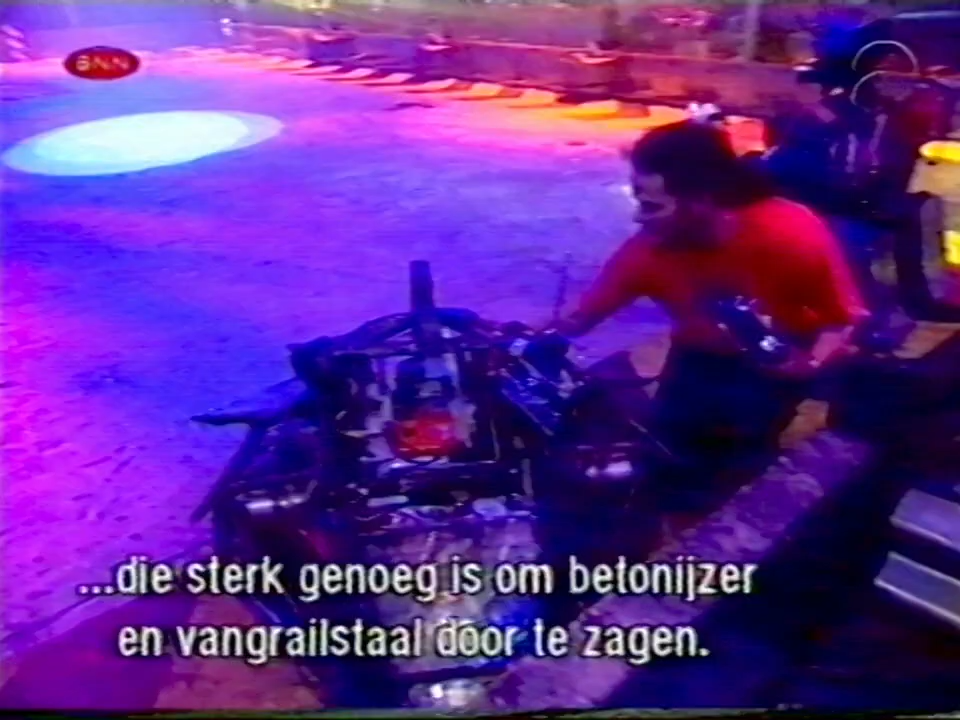 BNN
...die sterk genoeg is om betonijzer
en vangrailstaal door te zagen.